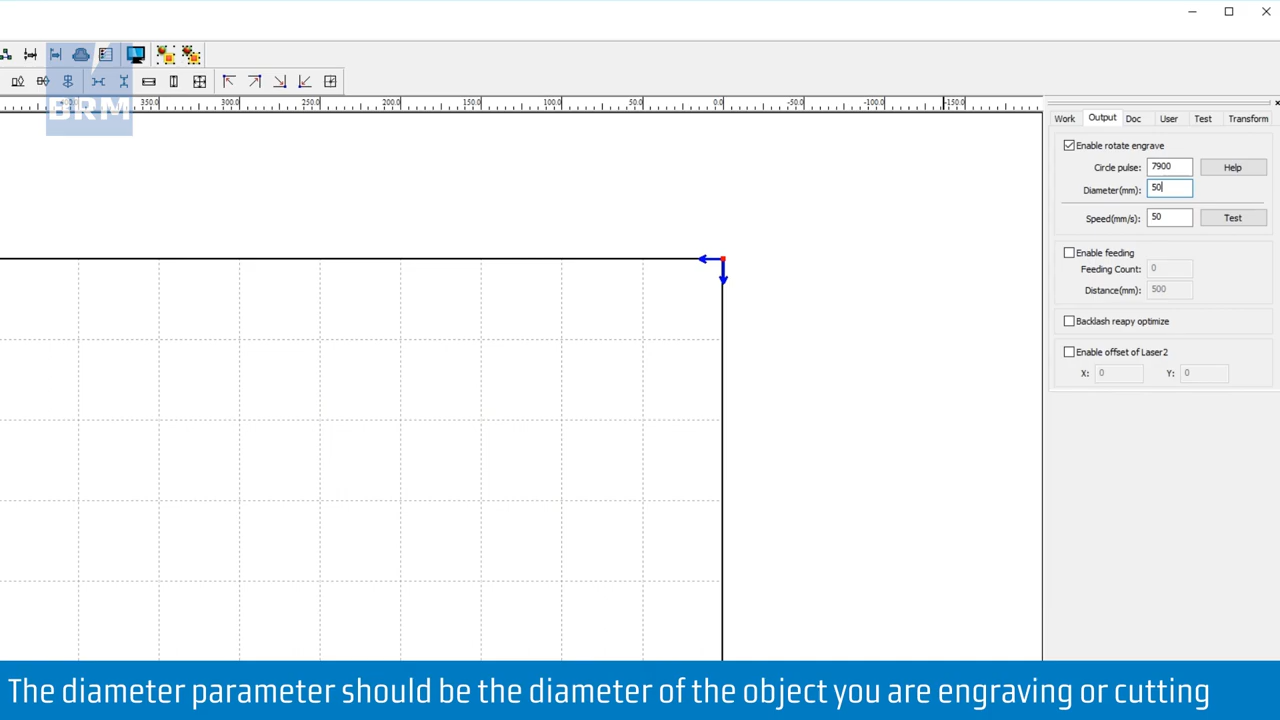 BRM
350.0 300.0 250.0 200.0 150.0 100.0 50.0 0.0 -50.0 -100.0 -150.0
Work Output Doc User Test Transform
Enable rotate engrave
Circle pulse: 7900 Help
Diameter(mm): 50
Speed(mm/s): 50 Test
Enable feeding
Feeding Count: 0
Distance(mm): 500
Backlash reapy optimize
Enable offset of Laser2
X: 0 Y: 0
The diameter parameter should be the diameter of the object you are engraving or cutting